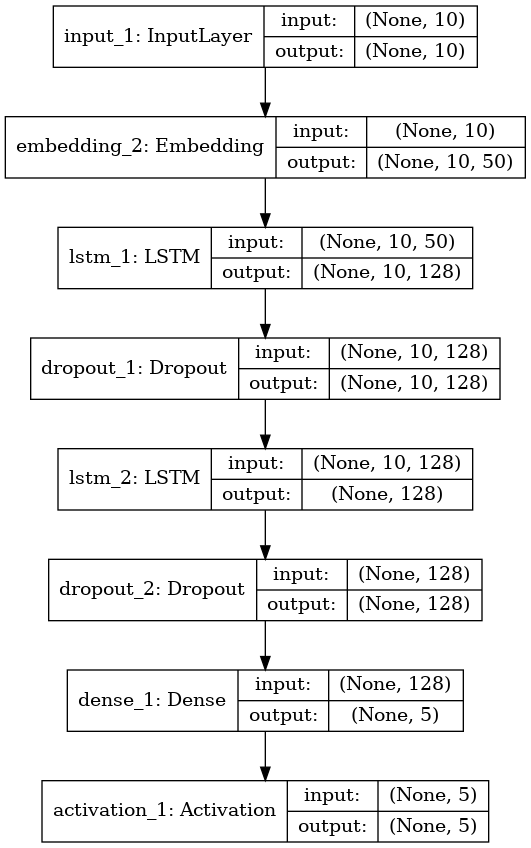 input_1: InputLayer
input:
(None, 10)
output:
(None, 10)
embedding_2: Embedding
input:
(None, 10)
output:
(None, 10, 50)
lstm_1: LSTM
input:
(None, 10, 50)
output:
(None, 10, 128)
dropout_1: Dropout
input:
(None, 10, 128)
output:
(None, 10, 128)
lstm_2: LSTM
input:
(None, 10, 128)
output:
(None, 128)
dropout_2: Dropout
input:
(None, 128)
output:
(None, 128)
dense_1: Dense
input:
(None, 128)
output:
(None, 5)
activation_1: Activation
input:
(None, 5)
output:
(None, 5)